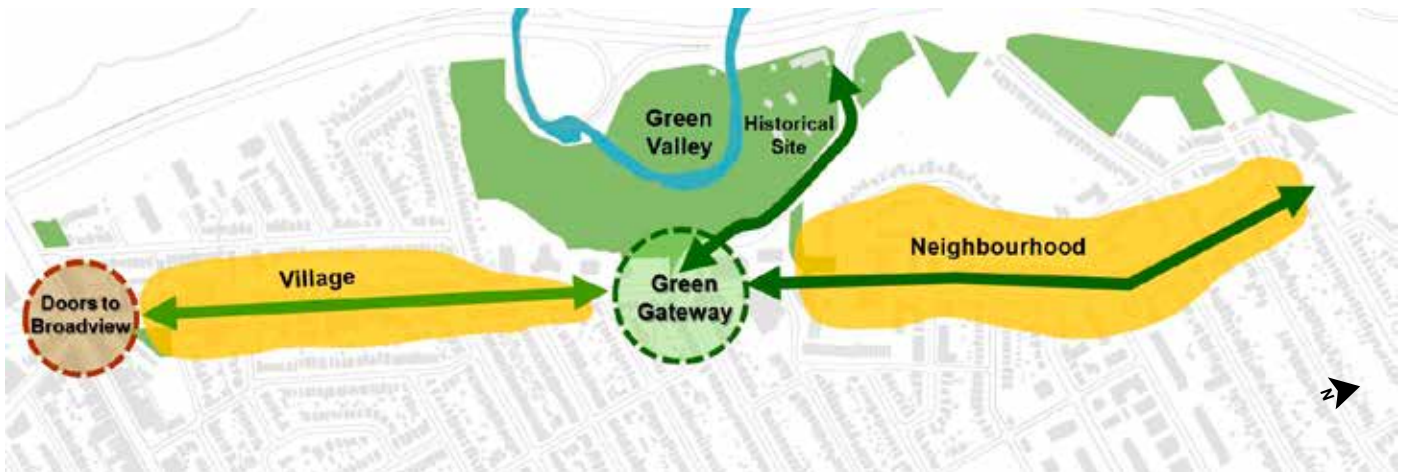 Green
Valley
Historical
Site
Neighbourhood
Village
Doors to
Broadview
Green
Gateway
N